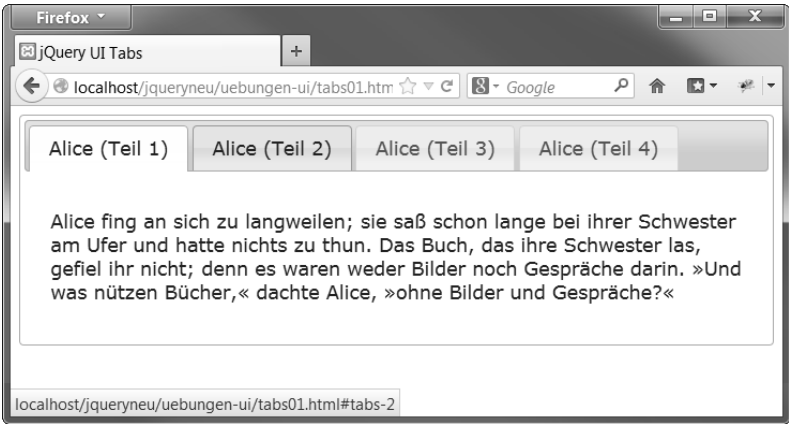 Firefox
jQuery UI Tabs
localhost/jqueryneu/uebungen-ui/tabs01.htm
8 Google
Alice (Teil 1) Alice (Teil 2) Alice (Teil 3) Alice (Teil 4)
Alice fing an sich zu langweilen; sie saß schon lange bei ihrer Schwester
am Ufer und hatte nichts zu thun. Das Buch, das ihre Schwester las,
gefiel ihr nicht; denn es waren weder Bilder noch Gespräche darin. »Und
was nützen Bücher,« dachte Alice, »ohne Bilder und Gespräche?«
localhost/jqueryneu/uebungen-ui/tabs01.html#tabs-2